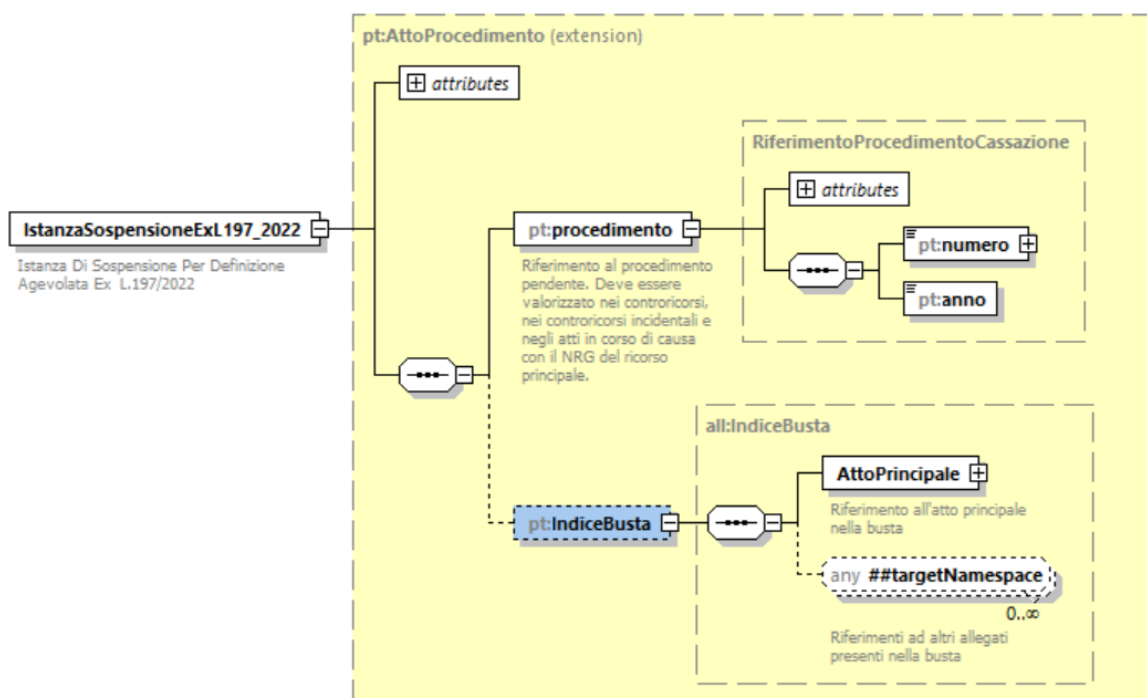 pt:AttoProcedimento (extension)
attributes
RiferimentoProcedimentoCassazione
attributes
IstanzaSospensioneExL197_2022
Istanza Di Sospensione Per Definizione
Agevolata Ex L.197/2022
pt:procedimento
Riferimento al procedimento
pendente. Deve essere
valorizzato nei controricorsi,
nei controricorsi incidentali e
negli atti in corso di causa
con il NRG del ricorso
principale.
pt:numero
pt:anno
all:IndiceBusta
AttoPrincipale
Riferimento all'atto principale
nella busta
pt:IndiceBusta
any ##targetNamespace
0..∞
Riferimenti ad altri allegati
presenti nella busta